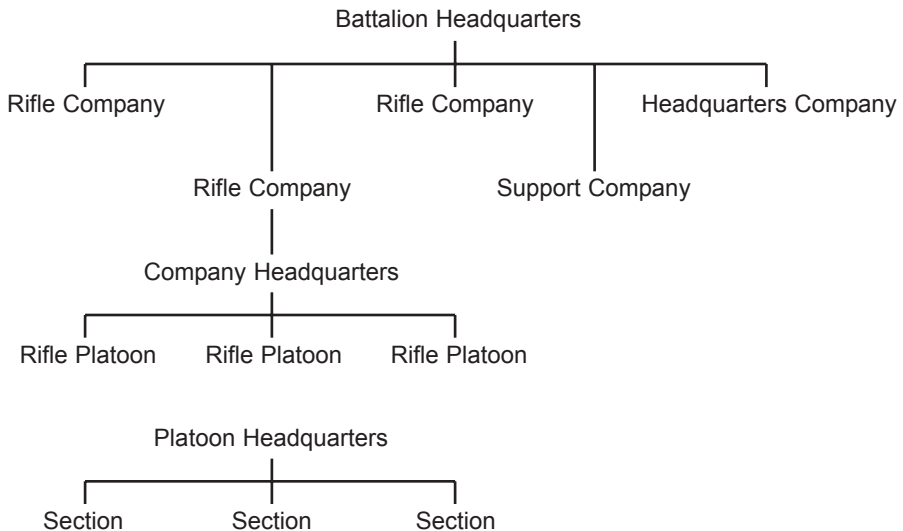 Battalion Headquarters
Rifle Company Rifle Company Headquarters Company
Rifle Company Support Company
Company Headquarters
Rifle Platoon Rifle Platoon Rifle Platoon
Platoon Headquarters
Section Section Section